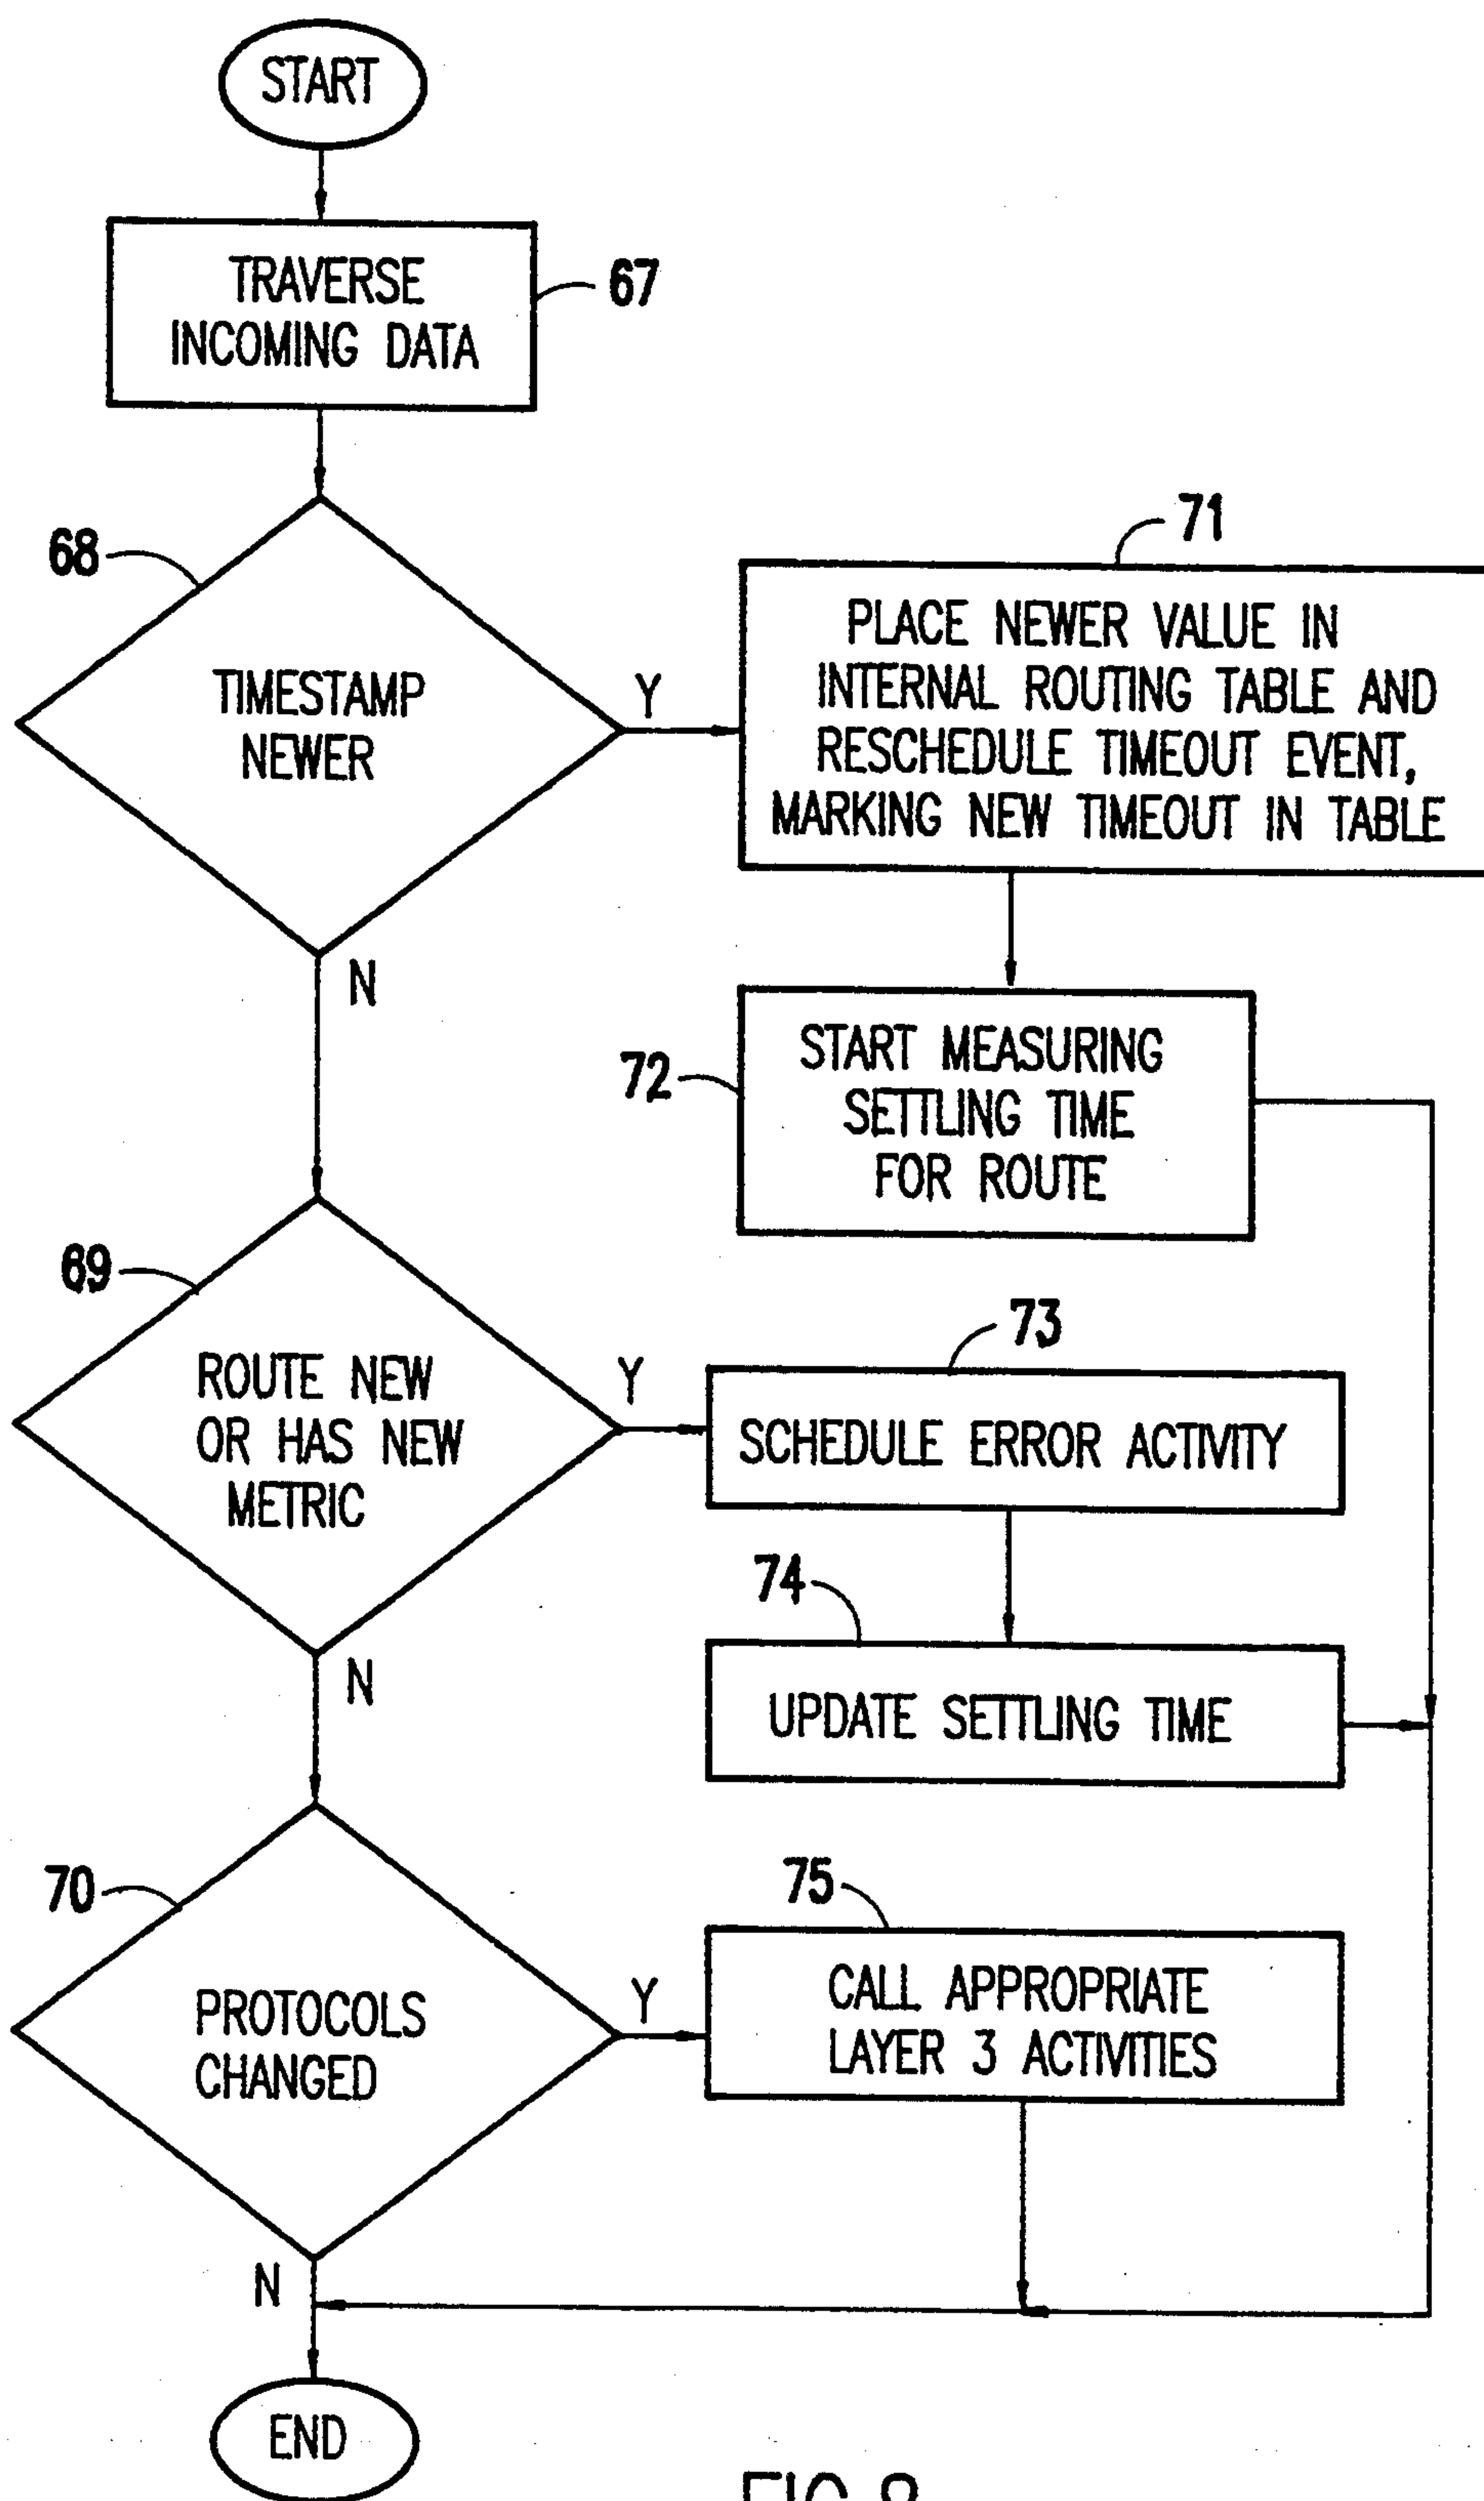 START
TRAVERSE
INCOMING DATA
67
68
TIMESTAMP
NEWER
Y
N
71
PLACE NEWER VALUE IN
INTERNAL ROUTING TABLE AND
RESCHEDULE TIMEOUT EVENT,
MARKING NEW TIMEOUT IN TABLE
72
START MEASURING
SETTLING TIME
FOR ROUTE
69
ROUTE NEW
OR HAS NEW
METRIC
Y
N
73
SCHEDULE ERROR ACTIVITY
74
UPDATE SETTLING TIME
70
PROTOCOLS
CHANGED
Y
N
75
CALL APPROPRIATE
LAYER 3 ACTIVITIES
END